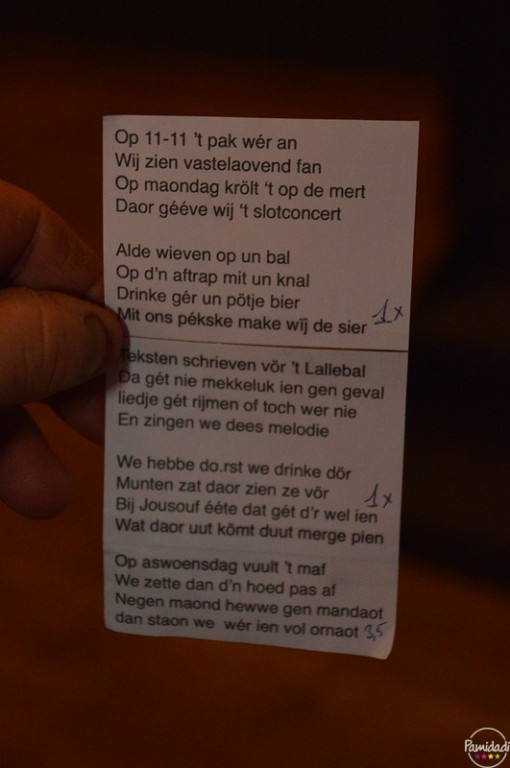 Op 11-11 't pak wér an
Wij zien vastelaovend fan
Op maondag krölt 't op de mert
Daor gééve wij 't slotconcert
Alde wieven op un bal
Op d'n aftrap mit un knal
Drinke gér un pötje bier
Mit ons pékske make wij de sier 1x
Teksten schrieven vör 't Lallebal
Da gét nie mekkeluk ien gen geval
liedje gét rijmen of toch wer nie
En zingen we dees melodie
We hebbe do.rst we drinke dör
Munten zat daor zien ze vör
Bij Jousouf ééte dat gét d'r wel ien 1x
Wat daor uut kömt duut merge pien
Op aswoensdag vuult 't maf
We zette dan d'n hoed pas af
Negen maond hewwe gen mandaot
dan staon we wér ien vol ornaot 3,5
Pamidadi